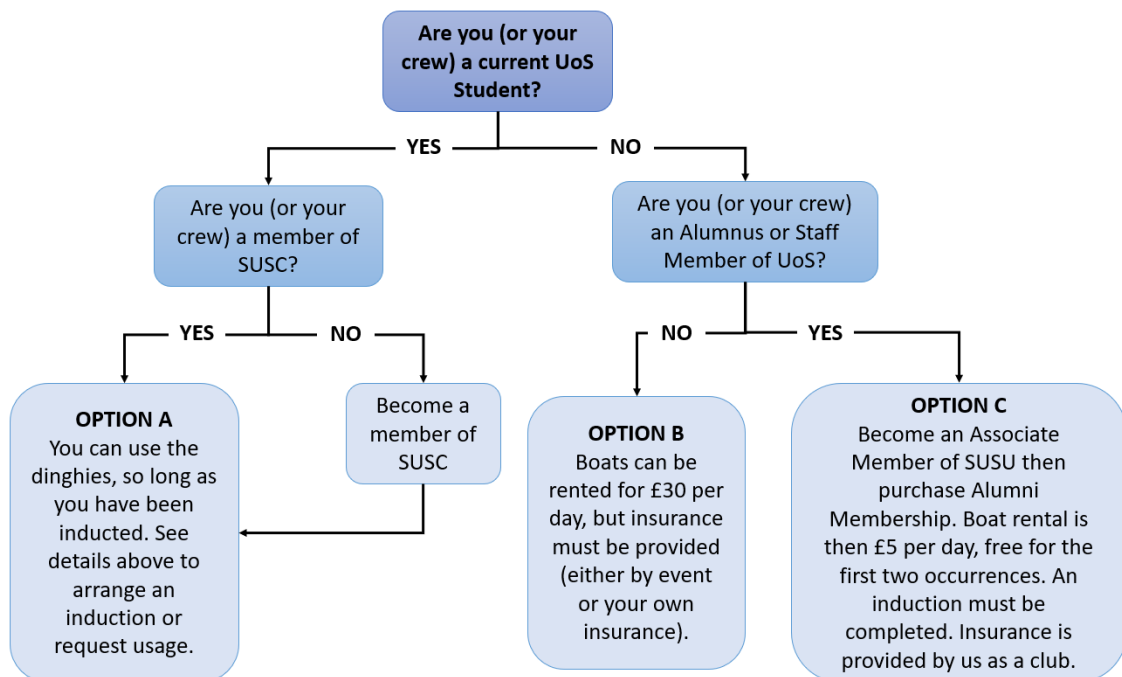 Are you (or your
crew) a current UoS
Student?
YES
NO
Are you (or your
crew) a member of
SUSC?
Are you (or your crew)
an Alumnus or Staff
Member of UoS?
YES
NO
NO
YES
OPTION A
You can use the
dinghies, so long as
you have been
inducted. See
details above to
arrange an
induction or
request usage.
Become a
member of
SUSC
OPTION B
Boats can be
rented for £30 per
day, but insurance
must be provided
(either by event
or your own
insurance).
OPTION C
Become an Associate
Member of SUSU then
purchase Alumni
Membership. Boat rental is
then £5 per day, free for the
first two occurrences. An
induction must be
completed. Insurance is
provided by us as a club.